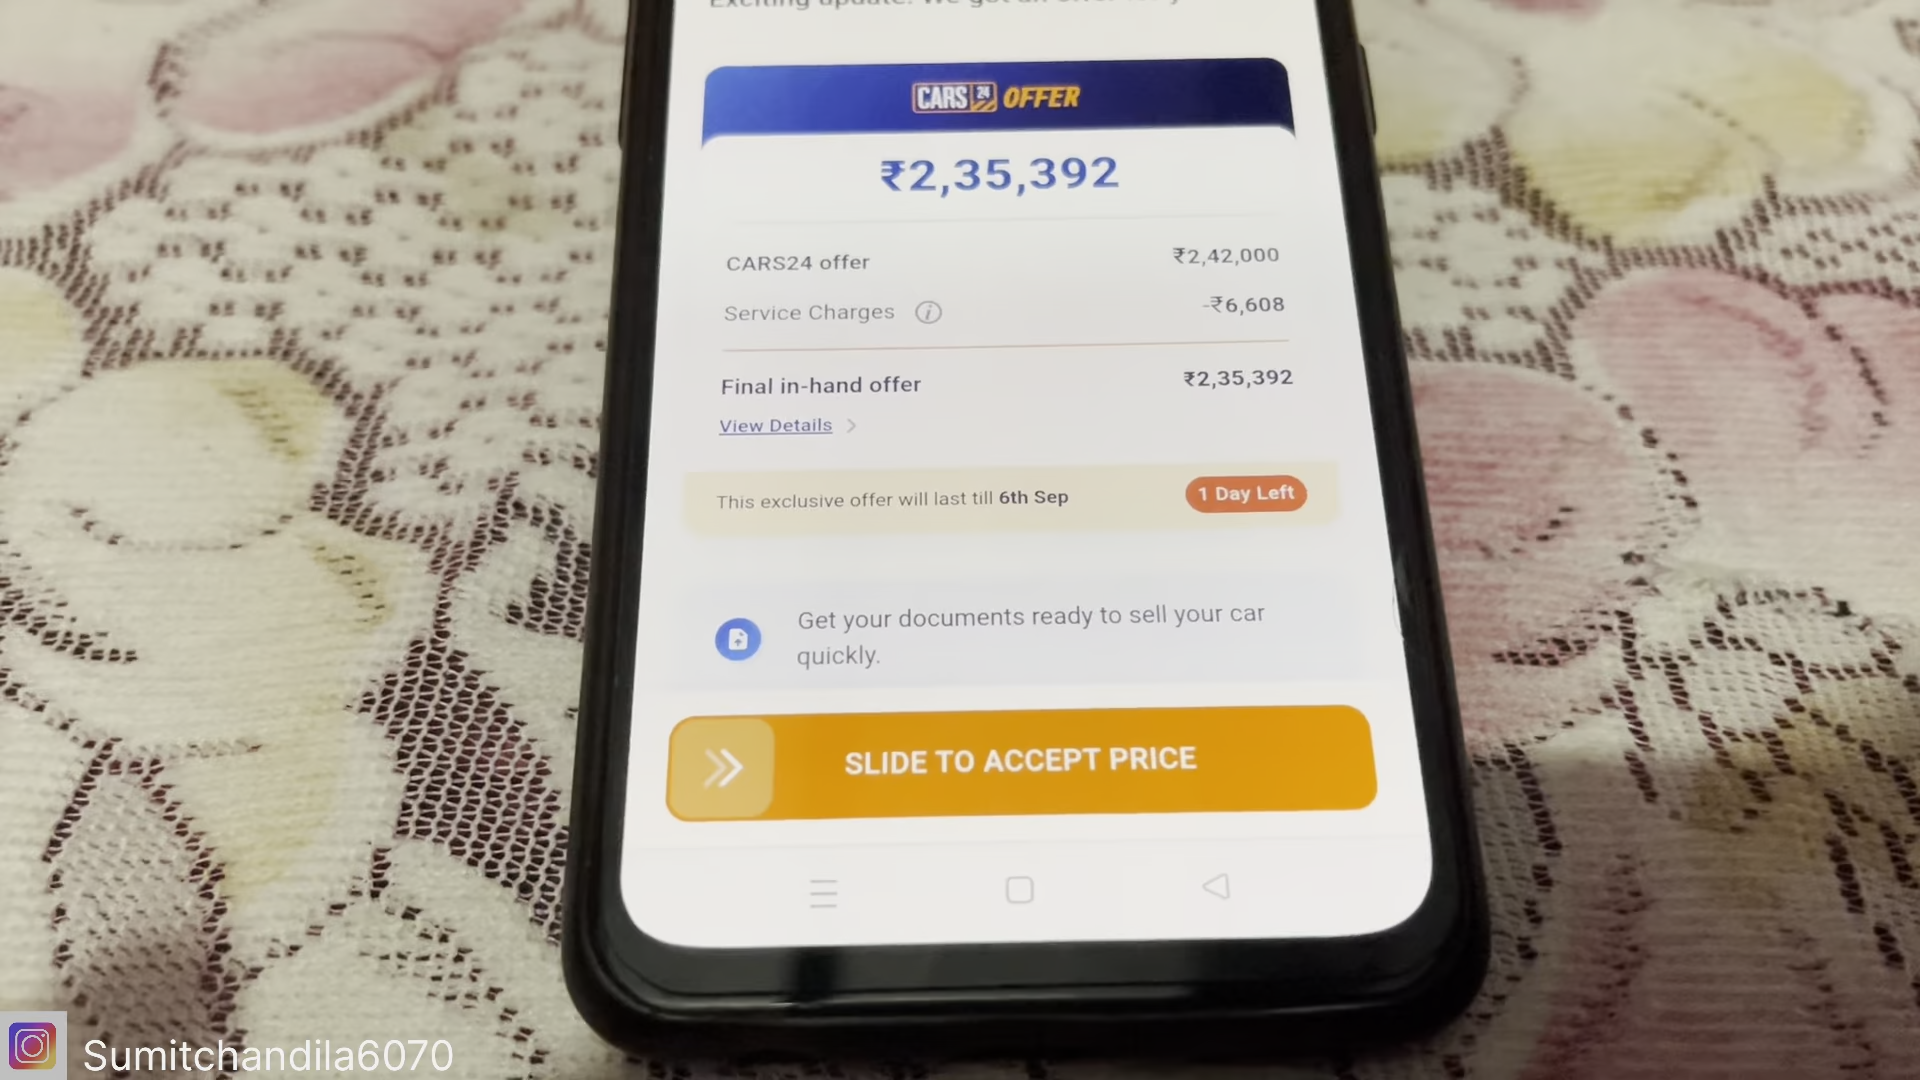 CARS24 OFFER
₹2,35,392
CARS24 offer ₹2,42,000
Service Charges -₹6,608
Final in-hand offer ₹2,35,392
View Details
This exclusive offer will last till 6th Sep 1 Day Left
Get your documents ready to sell your car
quickly.
SLIDE TO ACCEPT PRICE
Sumitchandila6070